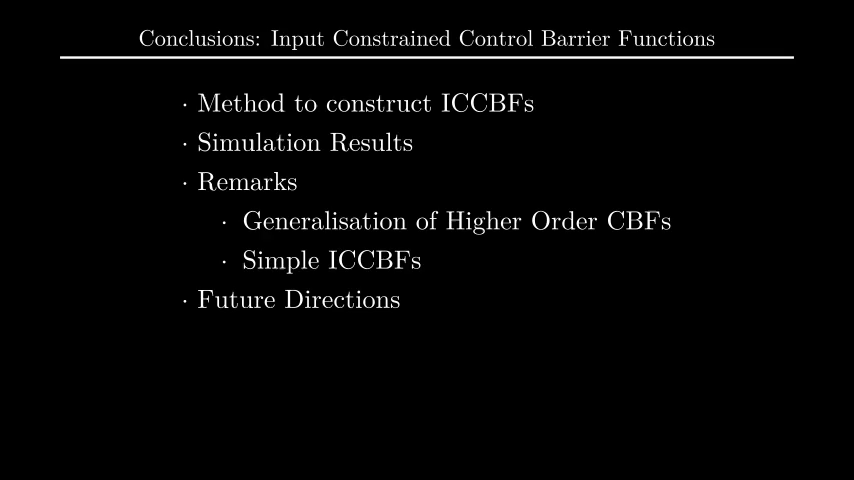 Conclusions: Input Constrained Control Barrier Functions
· Method to construct ICCBFs
· Simulation Results
· Remarks
· Generalisation of Higher Order CBFs
· Simple ICCBFs
· Future Directions